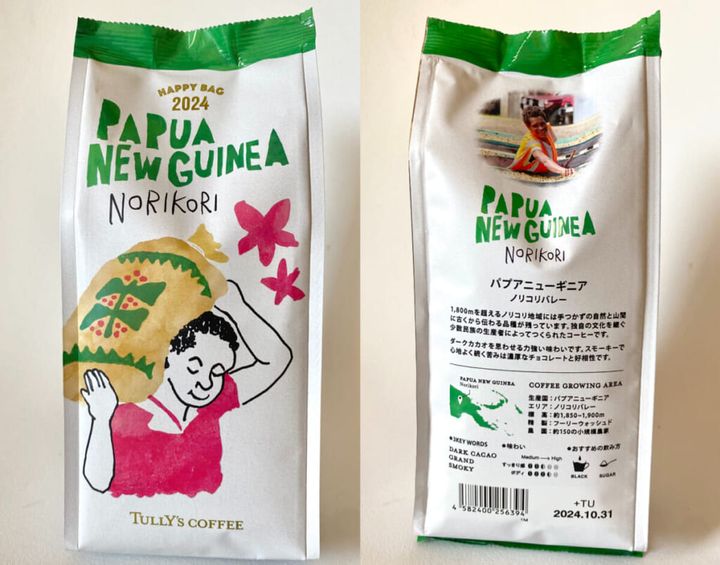 HAPPY BAG
2024
PAPUA
NEW GUINEA
NORIKORI
TULLY'S COFFEE
PAPUA
NEW GUINEA
NORIKORI
パプアニューギニア
ノリコリバレー
1,800mを超えるノリコリ地域には手つかずの自然と山間
に古くから伝わる品種が残っています。独自の文化を継ぐ
少数民族の生産者によってつくられたコーヒーです。
ダークカカオを思わせる力強い味わいです。スモーキーで
心地よく続く苦みは濃厚なチョコレートと好相性です。
PAPUA NEW GUINEA
Norikori
COFFEE GROWING AREA
生産国：パプアニューギニア
エリア：ノリコリバレー
標 高：約1,850~1,900m
精 製：フーリーウォッシュド
農 園：約150の小規模農家
●3KEY WORDS
DARK CACAO
GRAND
SMOKY
●味わい
Medium → High
すっきり感
ボディ
●おすすめの飲み方
BLACK
SUGAR
4 582400 256394
+TU
2024.10.31